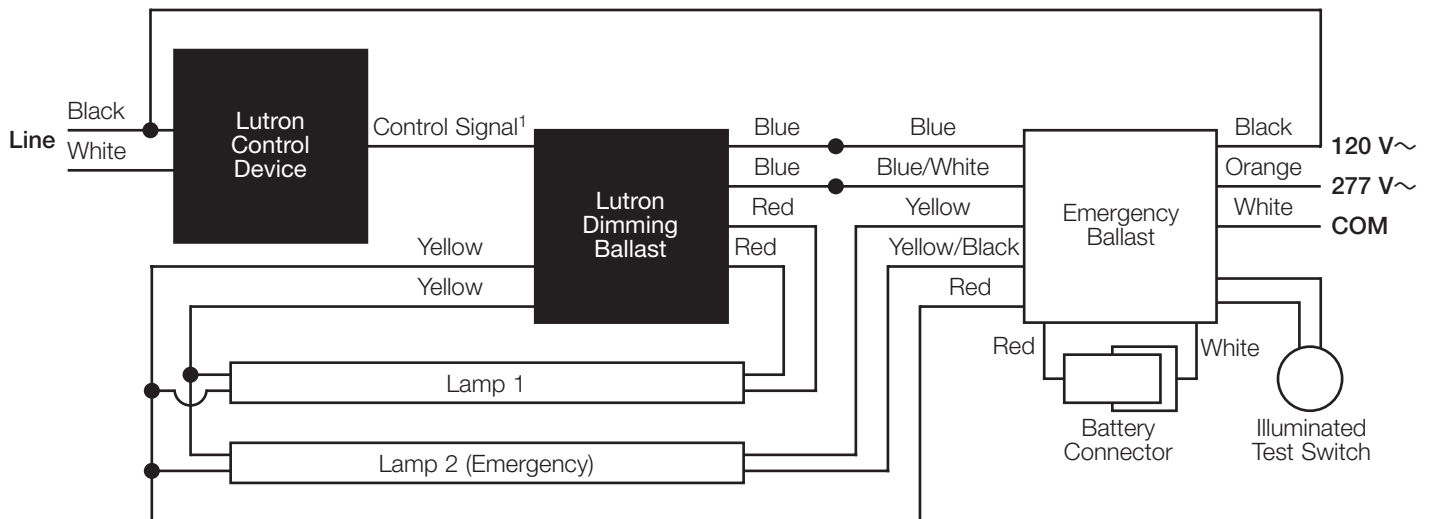 Line
Black
White
Lutron
Control
Device
Control Signal¹
Lutron
Dimming
Ballast
Blue
Blue
Red
Red
Yellow
Yellow
Blue
Blue/White
Yellow
Yellow/Black
Red
Emergency
Ballast
Black
Orange
White
120 V~
277 V~
COM
Red
White
Battery
Connector
Illuminated
Test Switch
Lamp 1
Lamp 2 (Emergency)